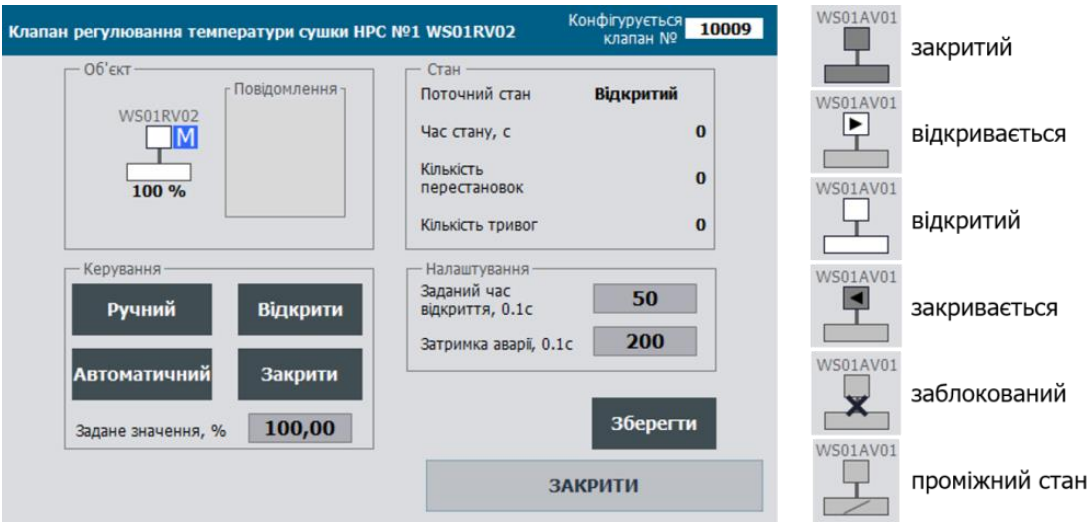 Клапан регулювання температури сушки НРС №1 WS01RV02
Конфігурується клапан № 10009
Об'єкт
WS01RV02
M
100 %
Повідомлення
Стан
Поточний стан Відкритий
Час стану, с 0
Кількість
перестановок 0
Кількість тривог 0
Керування
Ручний Відкрити
Автоматичний Закрити
Задане значення, % 100,00
Налаштування
Заданий час
відкриття, 0.1с 50
Затримка аварії, 0.1с 200
Зберегти
ЗАКРИТИ
WS01AV01
закритий
WS01AV01
відкривається
WS01AV01
відкритий
WS01AV01
закривається
WS01AV01
заблокований
WS01AV01
проміжний стан